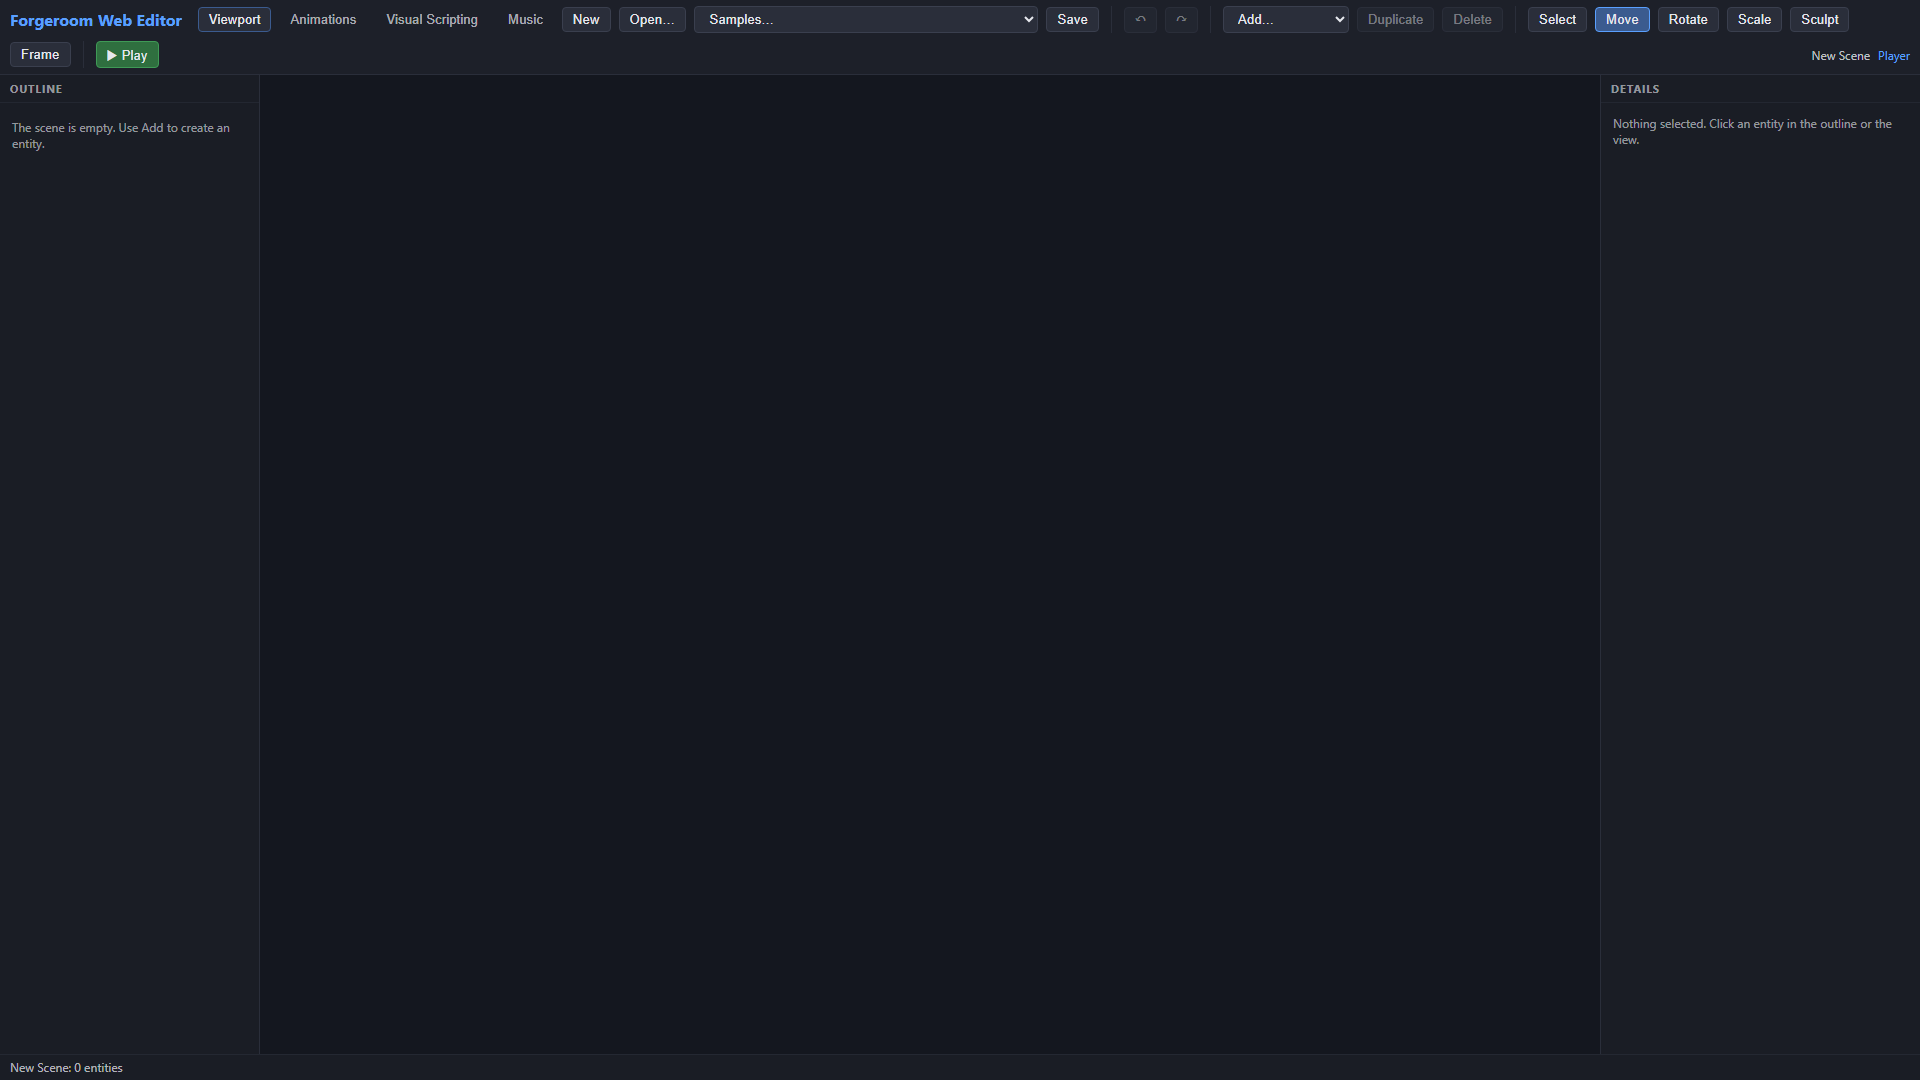 Forgeroom Web Editor Viewport Animations Visual Scripting Music New Open... Samples... Save Add... Duplicate Delete Select Move Rotate Scale Sculpt
Frame Play New Scene Player
OUTLINE
The scene is empty. Use Add to create an
entity.
DETAILS
Nothing selected. Click an entity in the outline or the
view.
New Scene: 0 entities